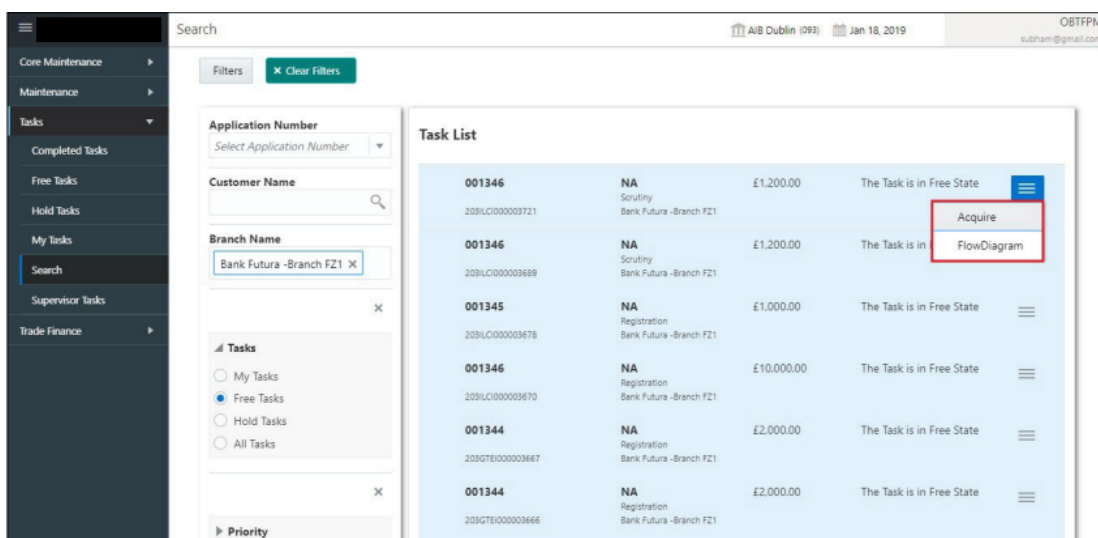 Search
AIB Dublin (093)
Jan 18, 2019
OBTFPM
subham@gmail.com
Core Maintenance
Maintenance
Tasks
Completed Tasks
Free Tasks
Hold Tasks
My Tasks
Search
Supervisor Tasks
Trade Finance
Filters
× Clear Filters
Application Number
Select Application Number
Customer Name
Branch Name
Bank Futura -Branch FZ1 ×
Tasks
My Tasks
Free Tasks
Hold Tasks
All Tasks
Priority
Task List
001346 NA £1,200.00 The Task is in Free State
Scrutiny
203ILCI000003721 Bank Futura -Branch FZ1
Acquire
FlowDiagram
001346 NA £1,200.00 The Task is in
Scrutiny
203ILCI000003689 Bank Futura -Branch FZ1
001345 NA £1,000.00 The Task is in Free State
Registration
203ILCI000003678 Bank Futura -Branch FZ1
001346 NA £10,000.00 The Task is in Free State
Registration
203ILCI000003670 Bank Futura -Branch FZ1
001344 NA £2,000.00 The Task is in Free State
Registration
203GTEI000003667 Bank Futura -Branch FZ1
001344 NA £2,000.00 The Task is in Free State
Registration
203GTEI000003666 Bank Futura -Branch FZ1